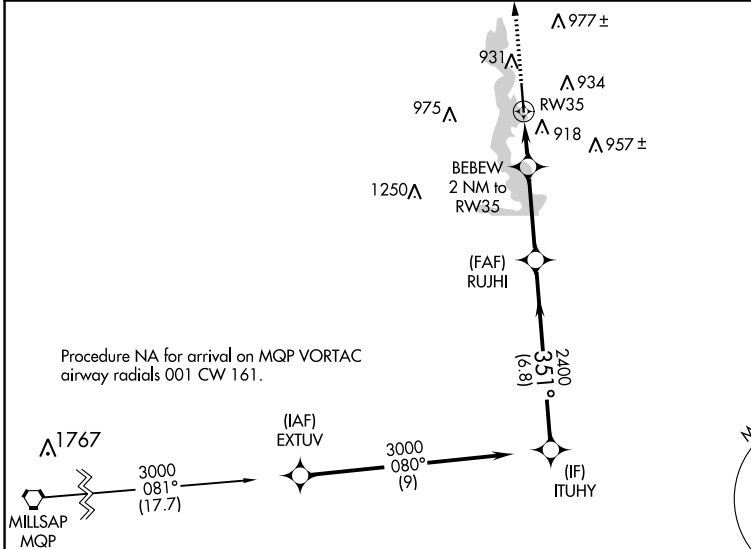 977 ±
931
934
975
RW35
918
957 ±
BEBEW
2 NM to
RW35
1250
(FAF)
RUJHI
2400
351°
(6.8)
Procedure NA for arrival on MQP VORTAC
airway radials 001 CW 161.
(IAF)
EXTUV
1767
3000
081°
(17.7)
3000
080°
(9)
(IF)
ITUHY
MILLSAP
MQP